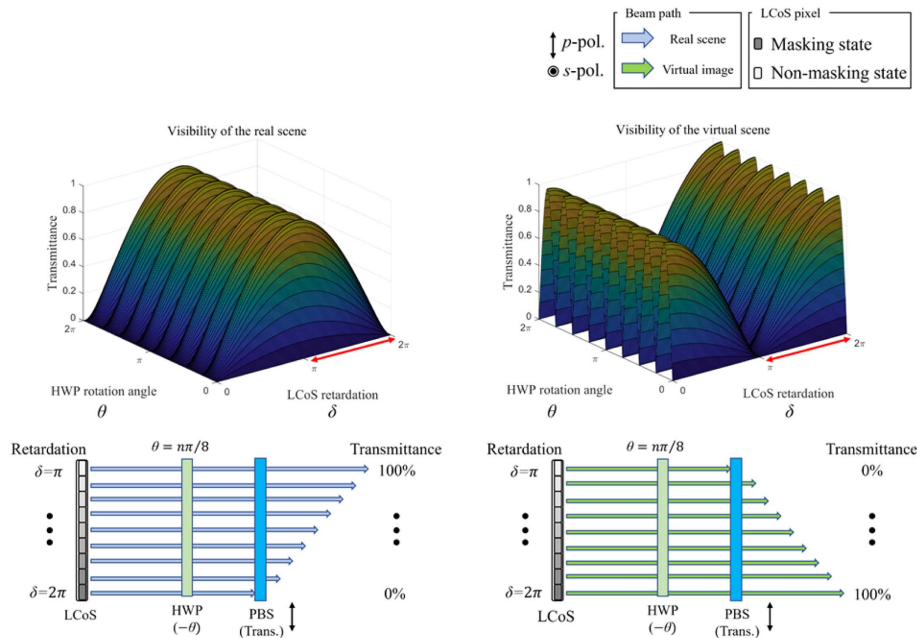 Beam path
LCoS pixel
p-pol.
Real scene
Masking state
s-pol.
Virtual image
Non-masking state
Visibility of the real scene
Transmittance
1
0.8
0.6
0.4
0.2
0
2π
π
0
0
π
2π
HWP rotation angle
θ
LCoS retardation
δ
Visibility of the virtual scene
Transmittance
1
0.8
0.6
0.4
0.2
0
2π
π
0
0
π
2π
HWP rotation angle
θ
LCoS retardation
δ
Retardation
θ = nπ/8
Transmittance
δ=π
100%
δ=2π
0%
LCoS
HWP
(−θ)
PBS
(Trans.)
Retardation
θ = nπ/8
Transmittance
δ=π
0%
δ=2π
100%
LCoS
HWP
(−θ)
PBS
(Trans.)